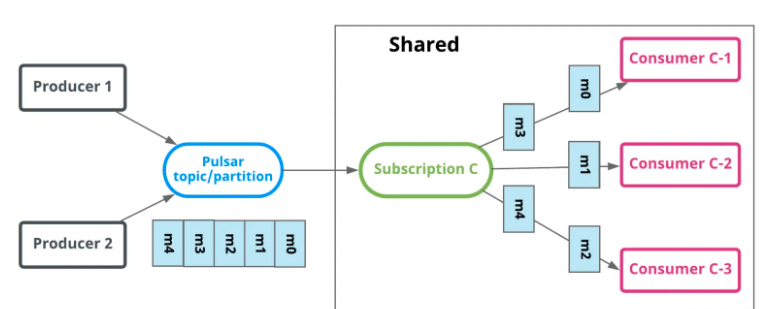 Shared
Producer 1
Consumer C-1
m0
m3
Pulsar
topic/partition
Subscription C
m1
Consumer C-2
m4
Producer 2
m4
m3
m2
m1
m0
m2
Consumer C-3